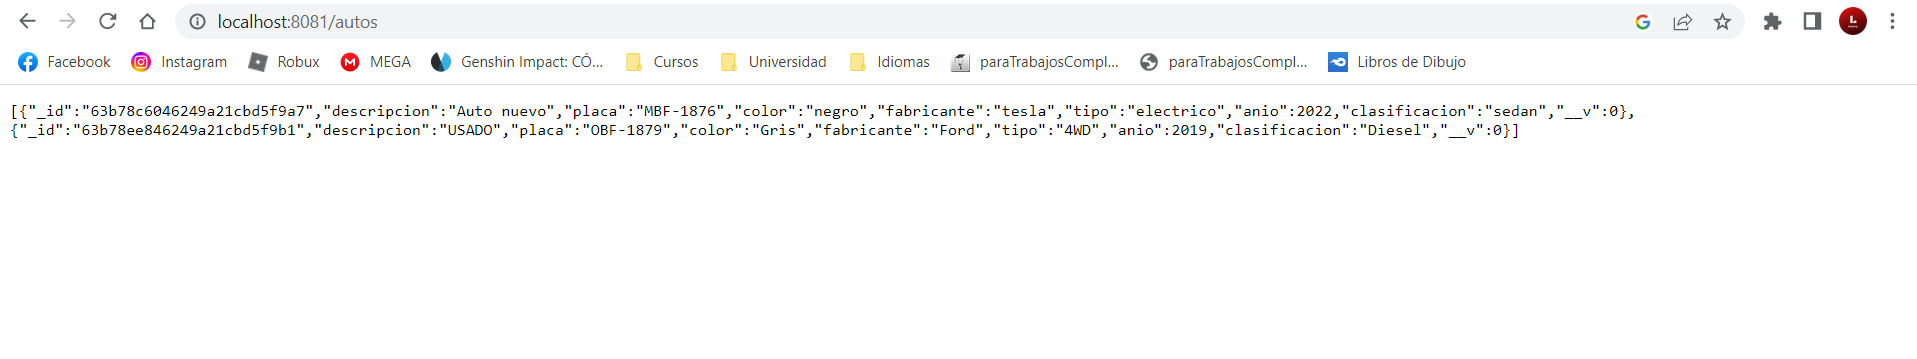 localhost:8081/autos
Facebook Instagram Robux MEGA Genshin Impact: CÓ... Cursos Universidad Idiomas paraTrabajosCompl... paraTrabajosCompl... Libros de Dibujo
[{"_id":"63b78c6046249a21cbd5f9a7","descripcion":"Auto nuevo","placa":"MBF-1876","color":"negro","fabricante":"tesla","tipo":"electrico","anio":2022,"clasificacion":"sedan","__v":0},
{"_id":"63b78ee846249a21cbd5f9b1","descripcion":"USADO","placa":"OBF-1879","color":"Gris","fabricante":"Ford","tipo":"4WD","anio":2019,"clasificacion":"Diesel","__v":0}]